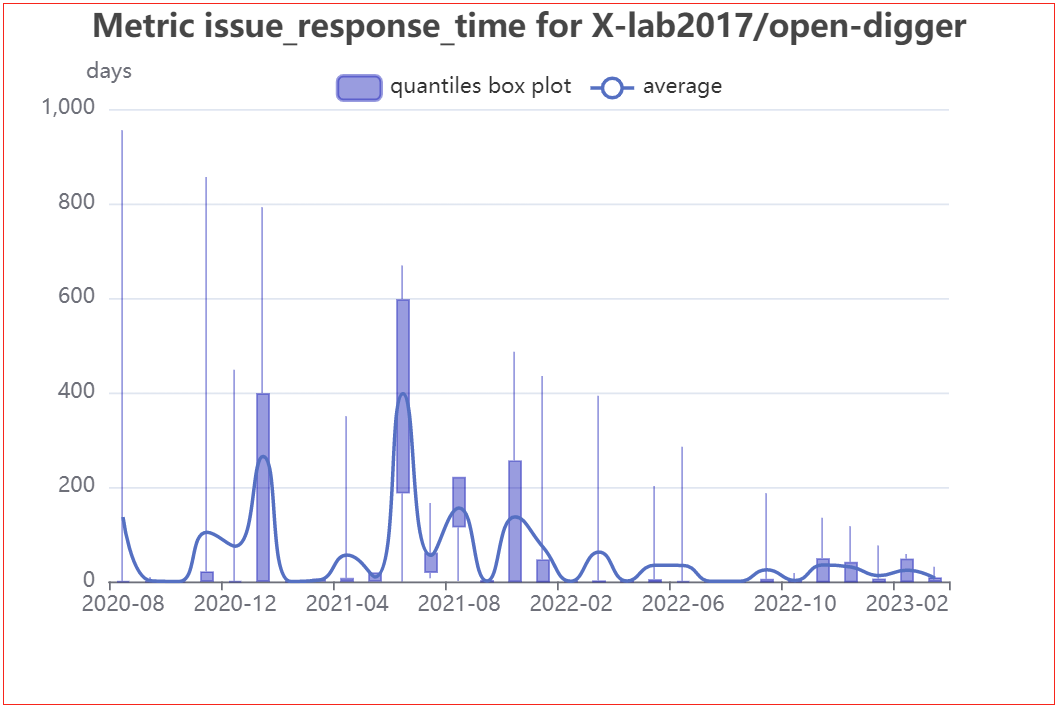 Metric issue_response_time for X-lab2017/open-digger
days
quantiles box plot average
1,000
800
600
400
200
0
2020-08 2020-12 2021-04 2021-08 2022-02 2022-06 2022-10 2023-02